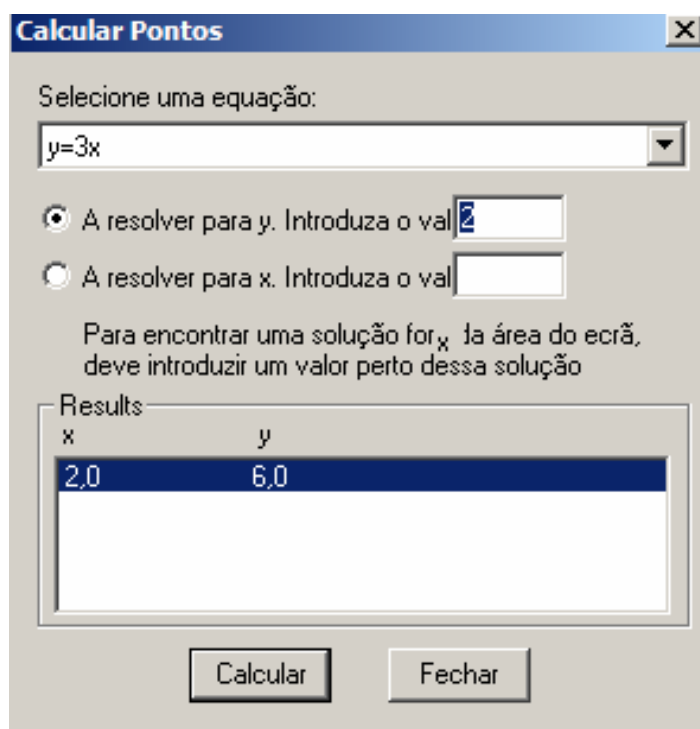 Calcular Pontos
Selecione uma equação:
y=3x
A resolver para y. Introduza o val 2
A resolver para x. Introduza o val
Para encontrar uma solução for x da área do ecrã,
deve introduzir um valor perto dessa solução
Results
x y
2,0 6,0
Calcular Fechar